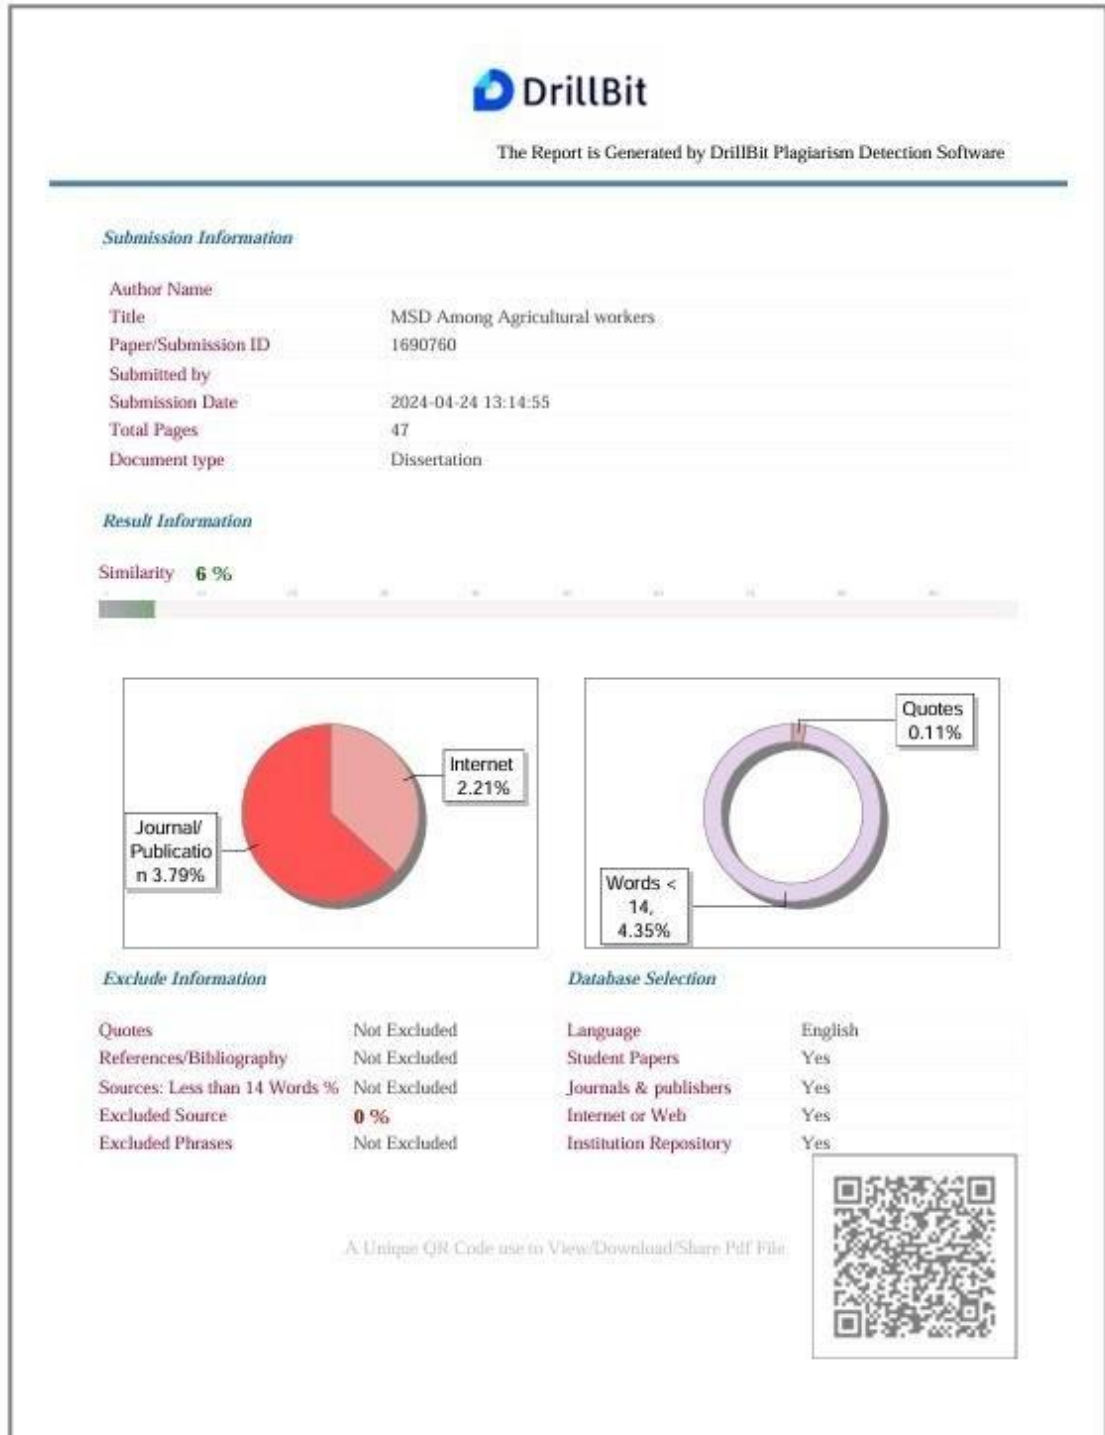 DrillBit
The Report is Generated by DrillBit Plagiarism Detection Software
Submission Information
Author Name
Title MSD Among Agricultural workers
Paper/Submission ID 1690760
Submitted by
Submission Date 2024-04-24 13:14:55
Total Pages 47
Document type Dissertation
Result Information
Similarity 6 %
Internet
2.21%
Journal/
Publicatio
n 3.79%
Quotes
0.11%
Words <
14,
4.35%
Exclude Information
Quotes Not Excluded
References/Bibliography Not Excluded
Sources: Less than 14 Words % Not Excluded
Excluded Source 0 %
Excluded Phrases Not Excluded
Database Selection
Language English
Student Papers Yes
Journals & publishers Yes
Internet or Web Yes
Institution Repository Yes
A Unique QR Code use to View/Download/Share Pdf File